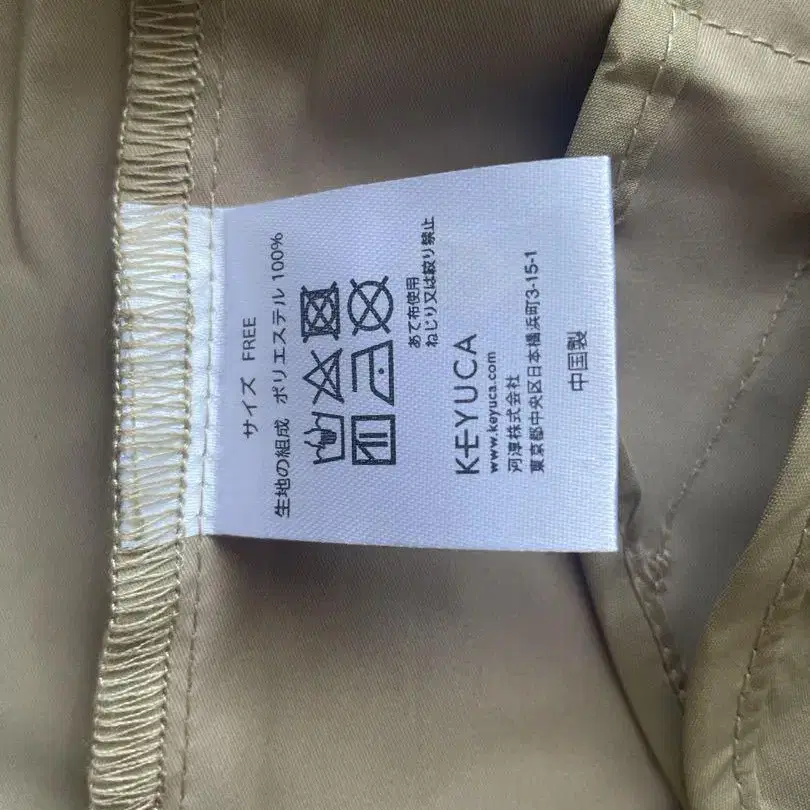 サイズ FREE
生地の組成 ポリエステル 100%
あて布使用
ねじり又は絞り禁止
KEYUCA
www.keyuca.com
河淳株式会社
東京都中央区日本橋浜町3-15-1
中国製